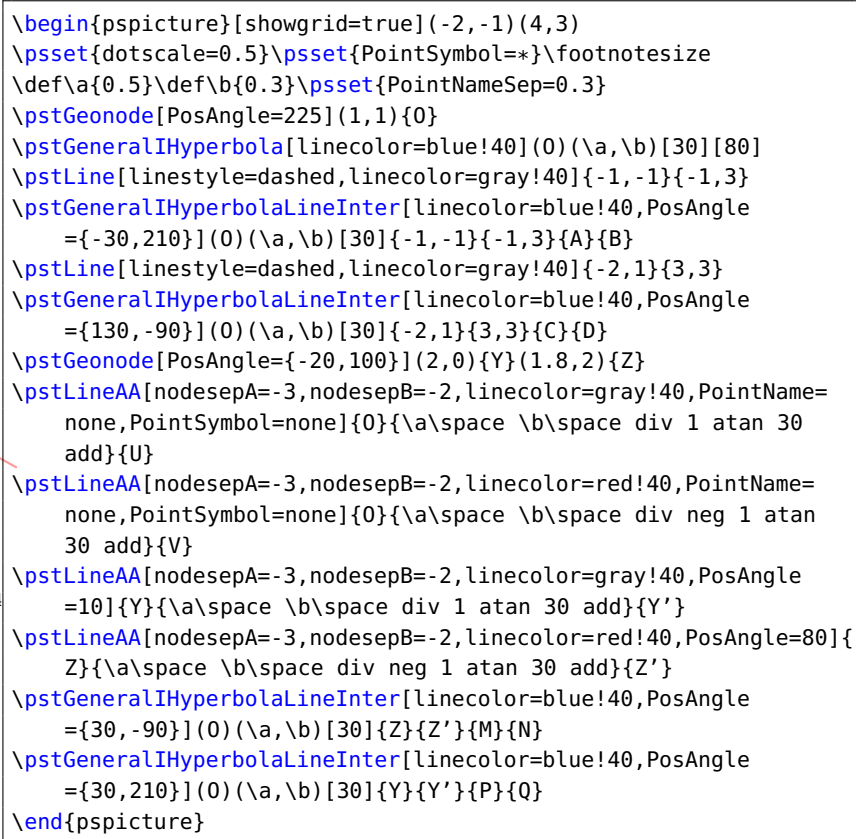 \begin{pspicture}[showgrid=true](-2,-1)(4,3)
\psset{dotscale=0.5}\psset{PointSymbol=*}\footnotesize
\def\a{0.5}\def\b{0.3}\psset{PointNameSep=0.3}
\pstGeonode[PosAngle=225](1,1){O}
\pstGeneralIHyperbola[linecolor=blue!40](O)(\a,\b)[30][80]
\pstLine[linestyle=dashed,linecolor=gray!40]{-1,-1}{-1,3}
\pstGeneralIHyperbolaLineInter[linecolor=blue!40,PosAngle
={-30,210}](O)(\a,\b)[30]{-1,-1}{-1,3}{A}{B}
\pstLine[linestyle=dashed,linecolor=gray!40]{-2,1}{3,3}
\pstGeneralIHyperbolaLineInter[linecolor=blue!40,PosAngle
={130,-90}](O)(\a,\b)[30]{-2,1}{3,3}{C}{D}
\pstGeonode[PosAngle={-20,100}](2,0){Y}(1.8,2){Z}
\pstLineAA[nodesepA=-3,nodesepB=-2,linecolor=gray!40,PointName=
none,PointSymbol=none]{O}{\a\space \b\space div 1 atan 30
add}{U}
\pstLineAA[nodesepA=-3,nodesepB=-2,linecolor=red!40,PointName=
none,PointSymbol=none]{O}{\a\space \b\space div neg 1 atan
30 add}{V}
\pstLineAA[nodesepA=-3,nodesepB=-2,linecolor=gray!40,PosAngle
=10]{Y}{\a\space \b\space div 1 atan 30 add}{Y’}
\pstLineAA[nodesepA=-3,nodesepB=-2,linecolor=red!40,PosAngle=80]{
Z}{\a\space \b\space div neg 1 atan 30 add}{Z’}
\pstGeneralIHyperbolaLineInter[linecolor=blue!40,PosAngle
={30,-90}](O)(\a,\b)[30]{Z}{Z’}{M}{N}
\pstGeneralIHyperbolaLineInter[linecolor=blue!40,PosAngle
={30,210}](O)(\a,\b)[30]{Y}{Y’}{P}{Q}
\end{pspicture}